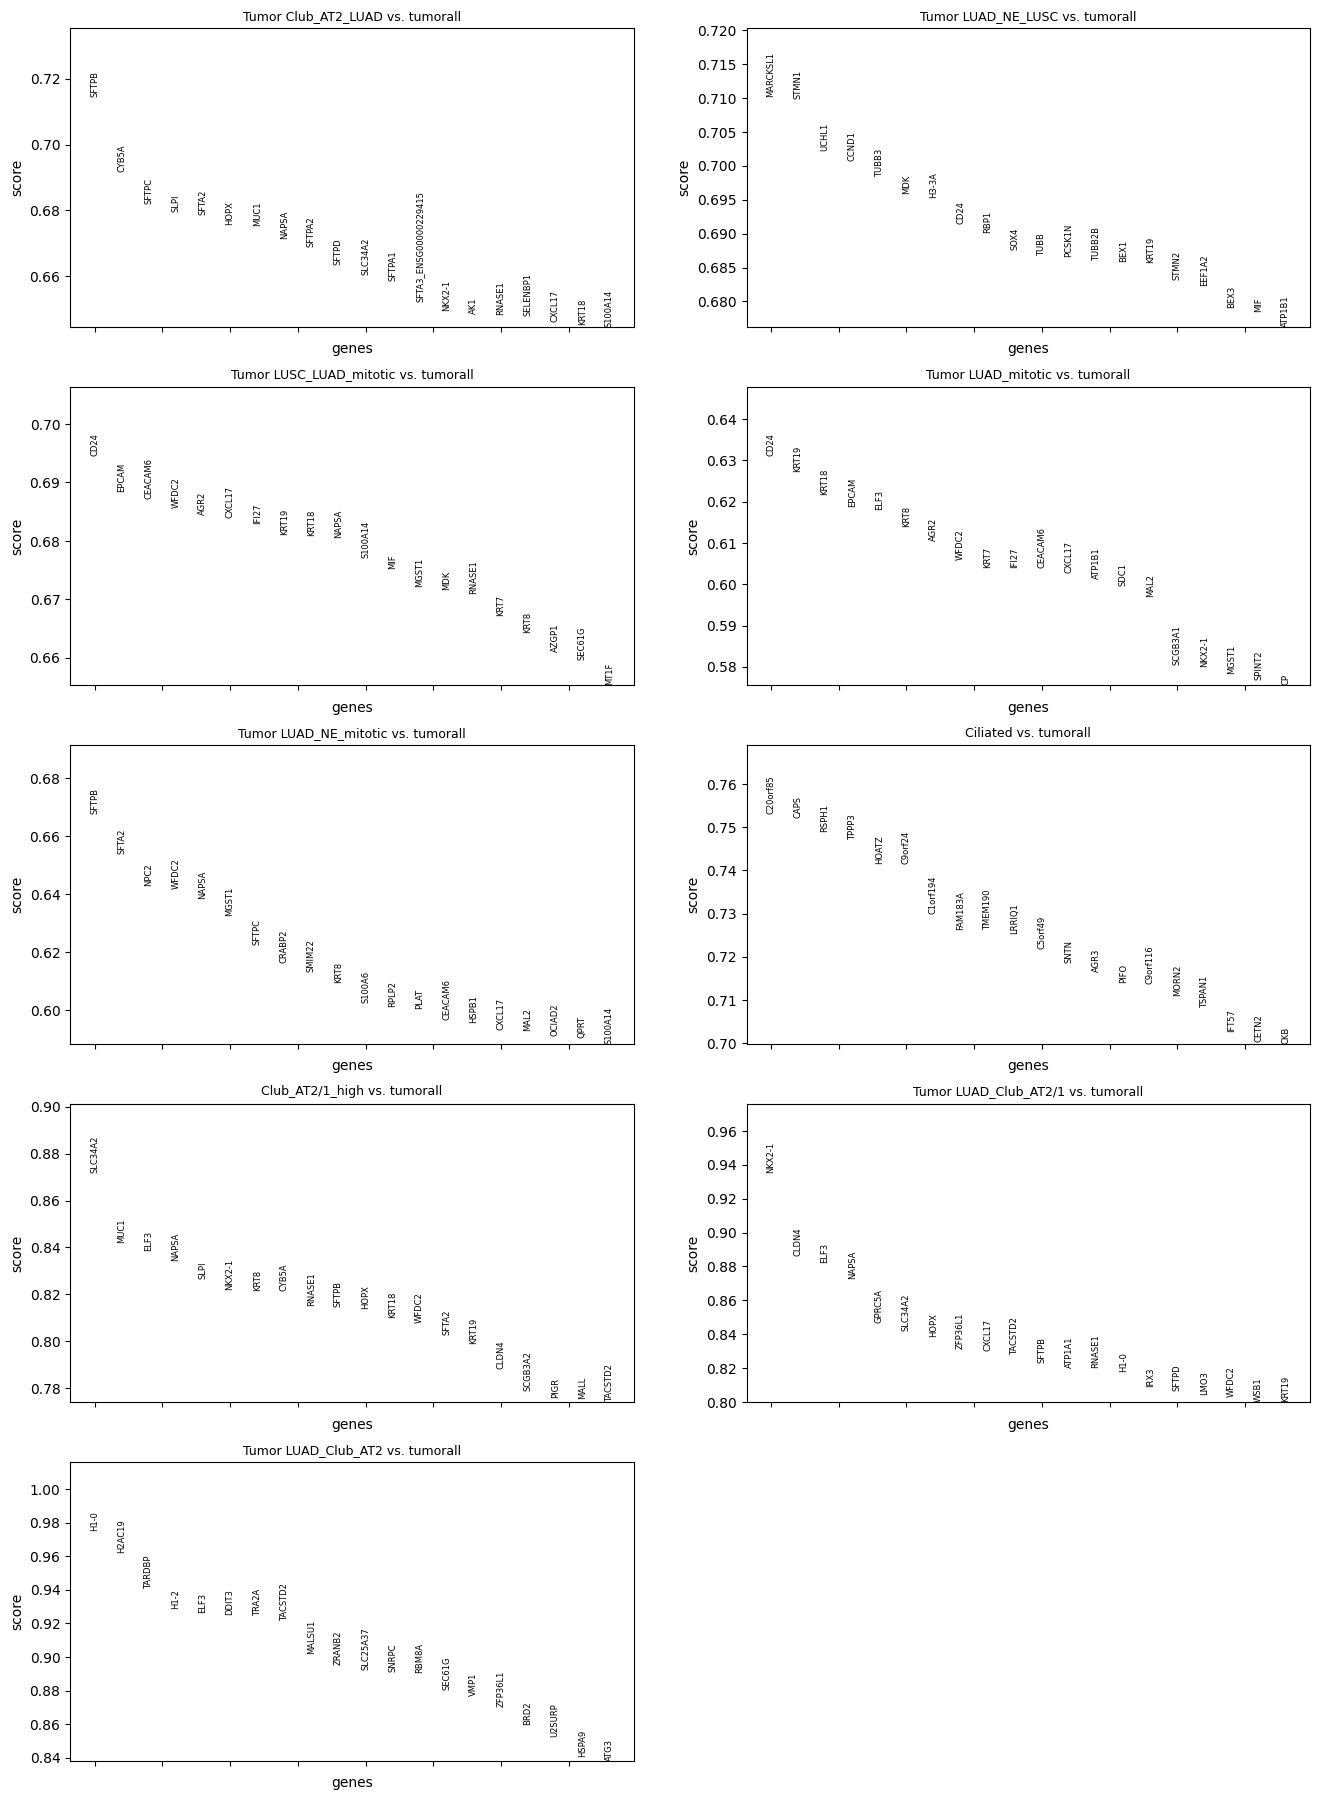 Tumor Club_AT2_LUAD vs. tumorall
score
0.72
0.70
0.68
0.66
SFTPB
CYB5A
SFTPC
SLPI
SFTA2
HOPX
MUC1
NAPSA
SFTPA2
SFTPD
SLC34A2
SFTPA1
SFTA3_ENSG00000229415
NKX2-1
AK1
RNASE1
SELENBP1
CXCL17
KRT18
S100A14
genes
Tumor LUAD_NE_LUSC vs. tumorall
score
0.720
0.715
0.710
0.705
0.700
0.695
0.690
0.685
0.680
MARCKSL1
STMN1
UCHL1
CCND1
TUBB3
MDK
H3-3A
CD24
RBP1
SOX4
TUBB
PCSK1N
TUBB2B
BEX1
KRT19
STMN2
EEF1A2
BEX3
MIF
ATP1B1
genes
Tumor LUSC_LUAD_mitotic vs. tumorall
score
0.70
0.69
0.68
0.67
0.66
CD24
EPCAM
CEACAM6
WFDC2
AGR2
CXCL17
IFI27
KRT19
KRT18
NAPSA
S100A14
MIF
MGST1
MDK
RNASE1
KRT7
KRT8
AZGP1
SEC61G
MT1F
genes
Tumor LUAD_mitotic vs. tumorall
score
0.64
0.63
0.62
0.61
0.60
0.59
0.58
CD24
KRT19
KRT18
EPCAM
ELF3
KRT8
AGR2
WFDC2
KRT7
IFI27
CEACAM6
CXCL17
ATP1B1
SDC1
MAL2
SCGB3A1
NKX2-1
MGST1
SPINT2
CP
genes
Tumor LUAD_NE_mitotic vs. tumorall
score
0.68
0.66
0.64
0.62
0.60
SFTPB
SFTA2
NPC2
WFDC2
NAPSA
MGST1
SFTPC
CRABP2
SMIM22
KRT8
S100A6
RPLP2
PLAT
CEACAM6
HSPB1
CXCL17
MAL2
OCIAD2
QPRT
S100A14
genes
Ciliated vs. tumorall
score
0.76
0.75
0.74
0.73
0.72
0.71
0.70
C20orf85
CAPS
RSPH1
TPPP3
HOATZ
C9orf24
C1orf194
FAM183A
TMEM190
LRRIQ1
C5orf49
SNTN
AGR3
PIFO
C9orf116
MORN2
TSPAN1
IFT57
CETN2
CKB
genes
Club_AT2/1_high vs. tumorall
score
0.90
0.88
0.86
0.84
0.82
0.80
0.78
SLC34A2
MUC1
ELF3
NAPSA
SLPI
NKX2-1
KRT8
CYB5A
RNASE1
SFTPB
HOPX
KRT18
WFDC2
SFTA2
KRT19
CLDN4
SCGB3A2
PIGR
MALL
TACSTD2
genes
Tumor LUAD_Club_AT2/1 vs. tumorall
score
0.96
0.94
0.92
0.90
0.88
0.86
0.84
0.82
0.80
NKX2-1
CLDN4
ELF3
NAPSA
GPRC5A
SLC34A2
HOPX
ZFP36L1
CXCL17
TACSTD2
SFTPB
ATP1A1
RNASE1
H1-0
IRX3
SFTPD
LMO3
WFDC2
WSB1
KRT19
genes
Tumor LUAD_Club_AT2 vs. tumorall
score
1.00
0.98
0.96
0.94
0.92
0.90
0.88
0.86
0.84
H1-0
H2AC19
TARDBP
H1-2
ELF3
DDIT3
TRA2A
TACSTD2
MALSU1
ZRANB2
SLC25A37
SNRPC
RBM8A
SEC61G
VMP1
ZFP36L1
BRD2
U2SURP
HSPA9
ATG3
genes